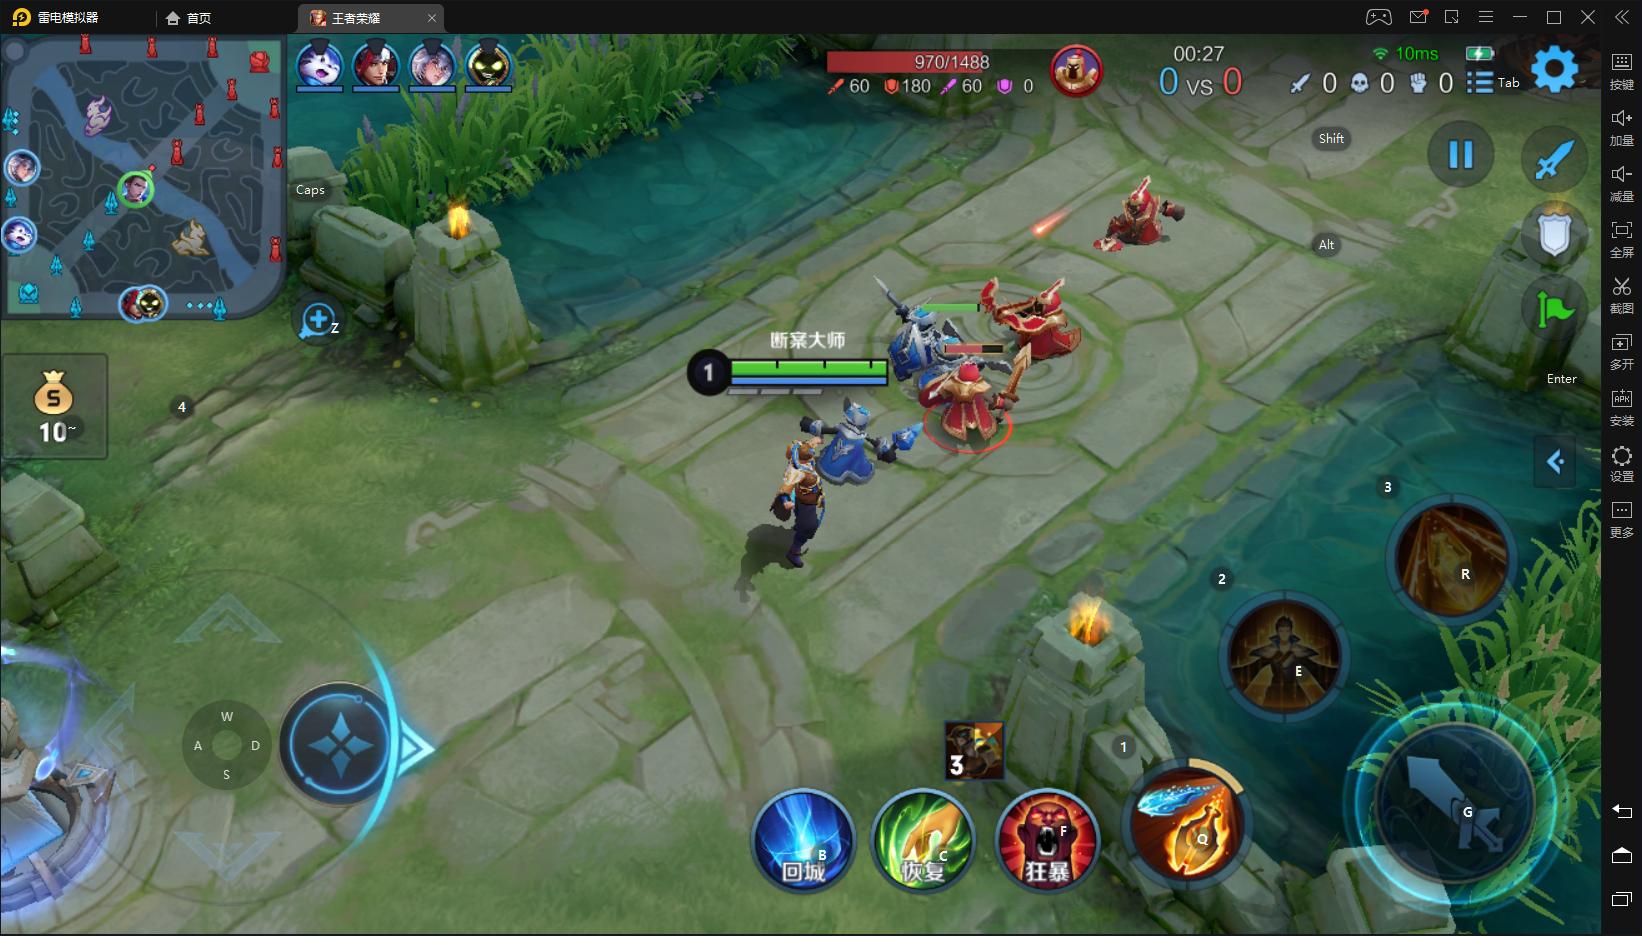 雷电模拟器
首页
王者荣耀
970/1488
60
180
60
0
00:27
0 VS 0
10ms
0
0
0
Tab
按键
加量
减量
全屏
截图
多开
安装
设置
更多
Caps
Shift
Alt
Enter
Z
断案大师
1
S
10~
4
3
2
1
W
A
D
S
R
E
Q
G
3
B
回城
C
恢复
F
狂暴
APK